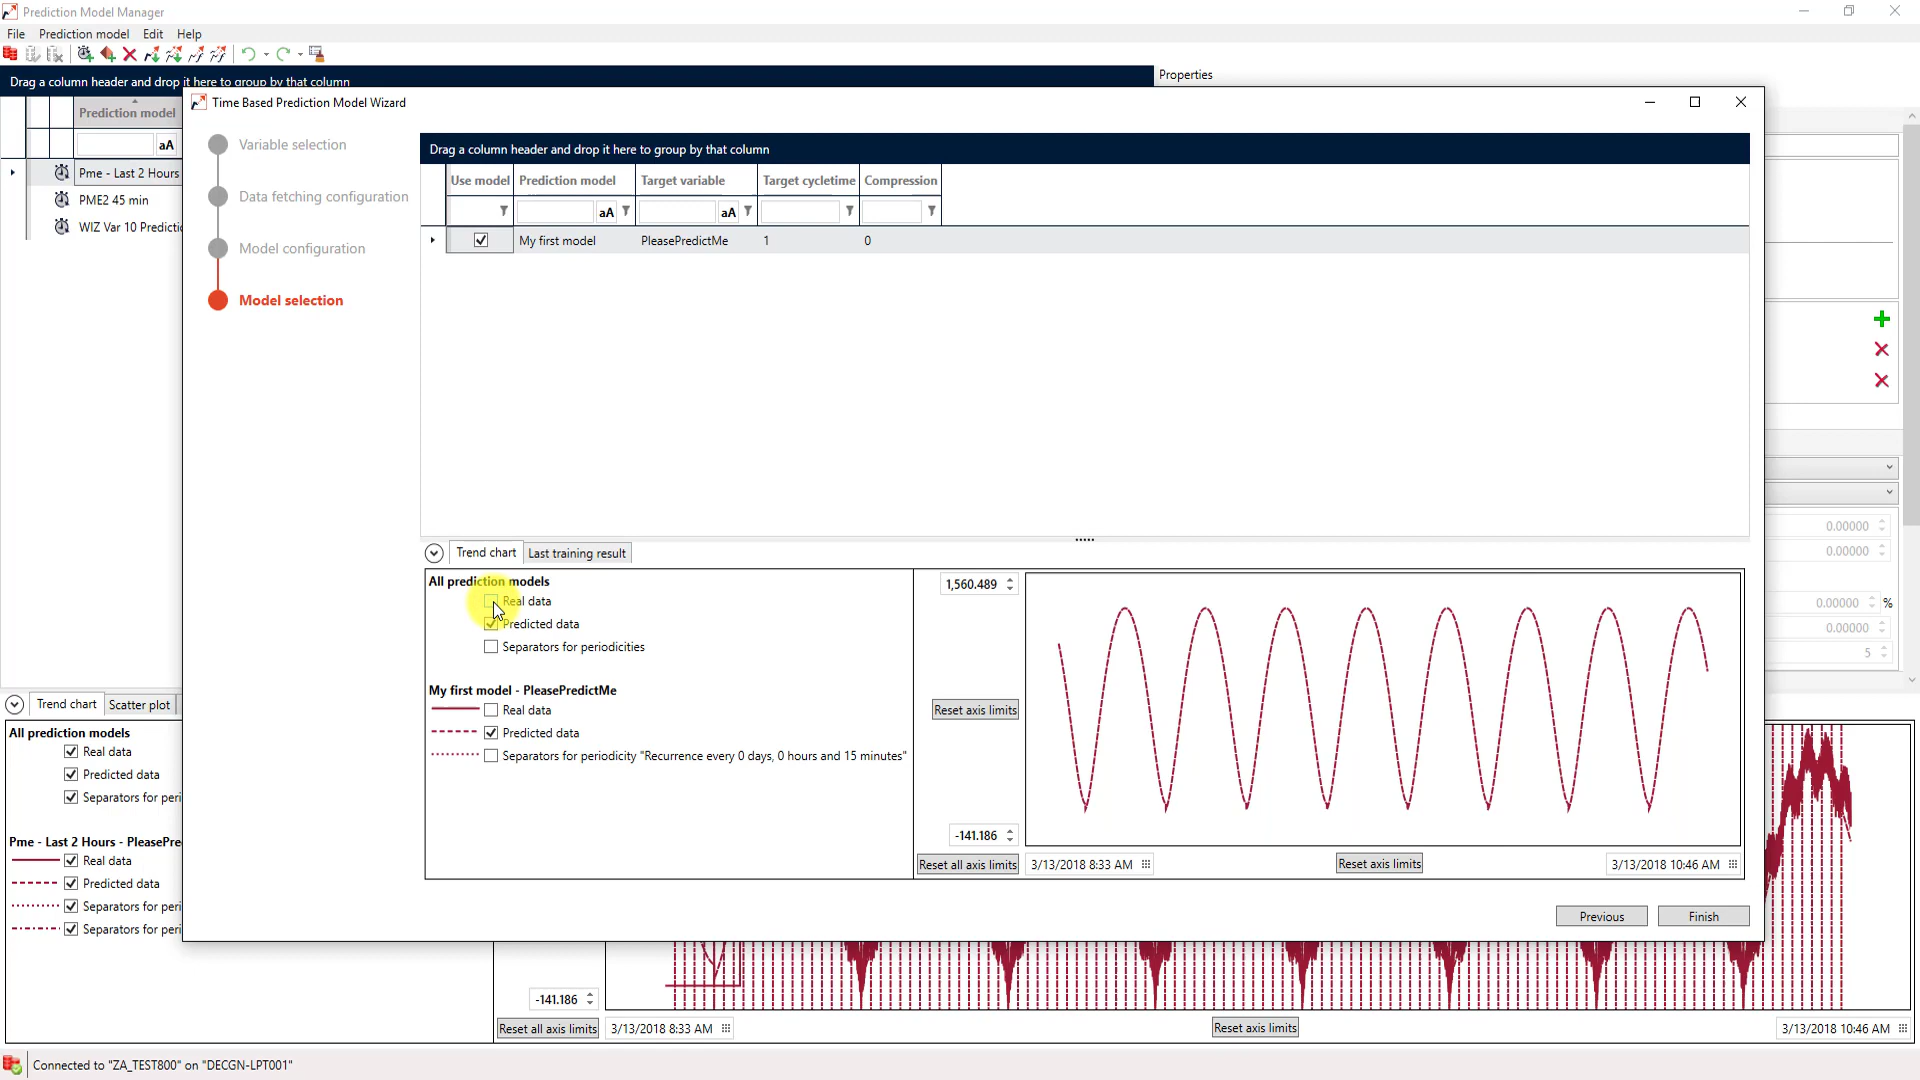 Prediction Model Manager
File Prediction model Edit Help
Drag a column header and drop it here to group by that column
Properties
Prediction model
aA
Pme - Last 2 Hours
PME2 45 min
WIZ Var 10 Predictic
Time Based Prediction Model Wizard
Variable selection
Data fetching configuration
Model configuration
Model selection
Drag a column header and drop it here to group by that column
Use model Prediction model Target variable Target cycletime Compression
aA aA
My first model PleasePredictMe 1 0
Trend chart Last training result
All prediction models
Real data
Predicted data
Separators for periodicities
My first model - PleasePredictMe
Real data
Predicted data
Separators for periodicity "Recurrence every 0 days, 0 hours and 15 minutes"
1,560.489
Reset axis limits
-141.186
Reset all axis limits 3/13/2018 8:33 AM Reset axis limits 3/13/2018 10:46 AM
Previous Finish
0.00000
0.00000
0.00000 %
0.00000
5
Trend chart Scatter plot
All prediction models
Real data
Predicted data
Separators for peri
Pme - Last 2 Hours - PleasePre
Real data
Predicted data
Separators for peri
Separators for peri
-141.186
Reset all axis limits 3/13/2018 8:33 AM Reset axis limits 3/13/2018 10:46 AM
Connected to "ZA_TEST800" on "DECGN-LPT001"